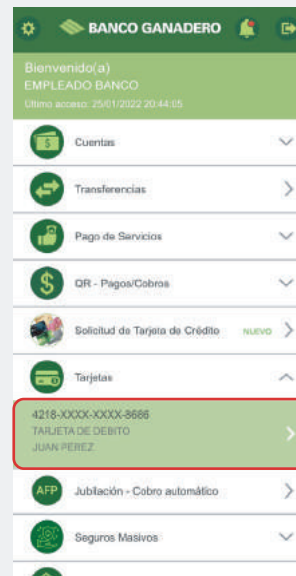 BANCO GANADERO
Bienvenido(a)
EMPLEADO BANCO
Último acceso: 25/01/2022 20:44:05
$
Cuentas
Transferencias
Pago de Servicios
$
QR - Pagos/Cobros
Solicitud de Tarjeta de Crédito NUEVO
Tarjetas
4218-XXXX-XXXX-8686
TARJETA DE DEBITO
JUAN PEREZ
AFP Jubilación - Cobro automático
Seguros Masivos